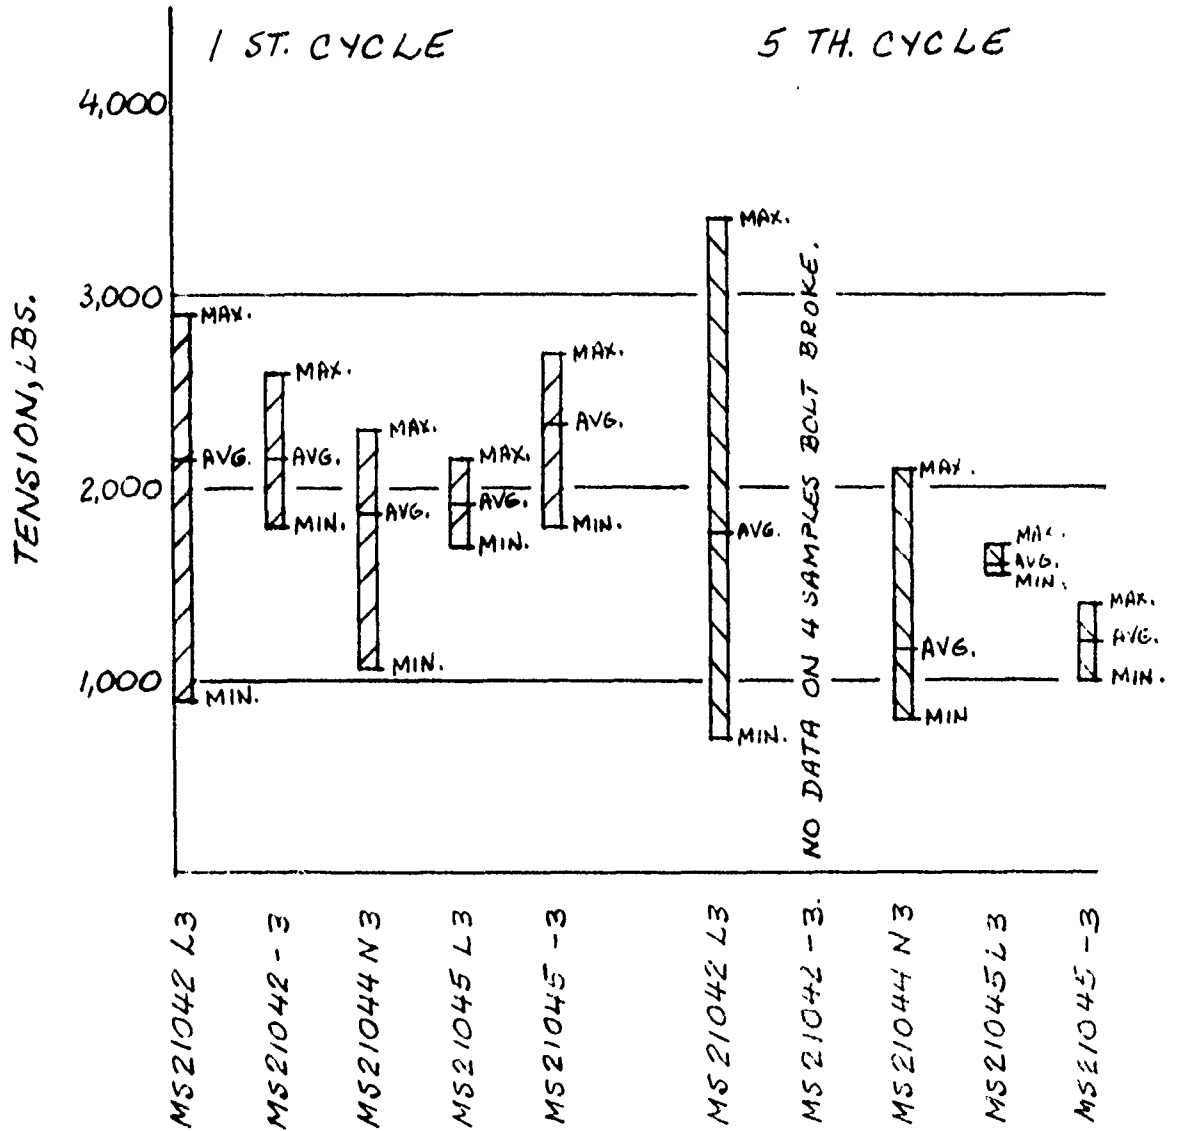 1 ST. CYCLE
5 TH. CYCLE
4,000
3,000
2,000
1,000
TENSION, LBS.
MAX.
AVG.
MIN.
MAX.
AVG.
MIN.
MAX.
AVG.
MIN.
MAX.
AVG.
MIN.
MAX.
AVG.
MIN.
MAX.
AVG.
MIN.
NO DATA ON 4 SAMPLES BOLT BROKE.
MAX.
AVG.
MIN
MAX.
AVG.
MIN.
MAX.
AVG.
MIN.
MS21042 L3
MS21042 -3
MS21044 N3
MS21045 L3
MS21045 -3
MS21042 L3
MS21042 -3.
MS21044 N3
MS21045 L3
MS21045 -3